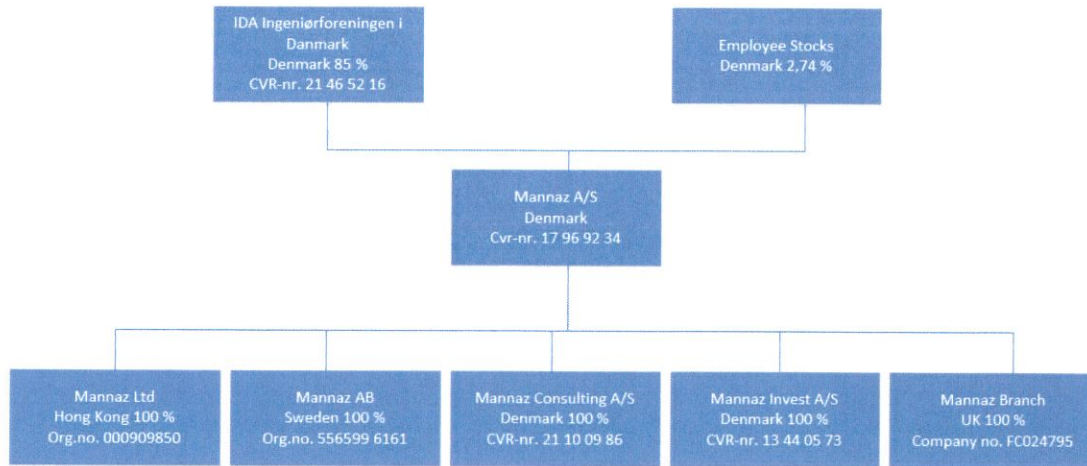 IDA Ingeniørforeningen i
Danmark
Denmark 85 %
CVR-nr. 21 46 52 16
Employee Stocks
Denmark 2,74 %
Mannaz A/S
Denmark
Cvr-nr. 17 96 92 34
Mannaz Ltd
Hong Kong 100 %
Org.no. 000909850
Mannaz AB
Sweden 100 %
Org.no. 556599 6161
Mannaz Consulting A/S
Denmark 100 %
CVR-nr. 21 10 09 86
Mannaz Invest A/S
Denmark 100 %
CVR-nr. 13 44 05 73
Mannaz Branch
UK 100 %
Company no. FC024795